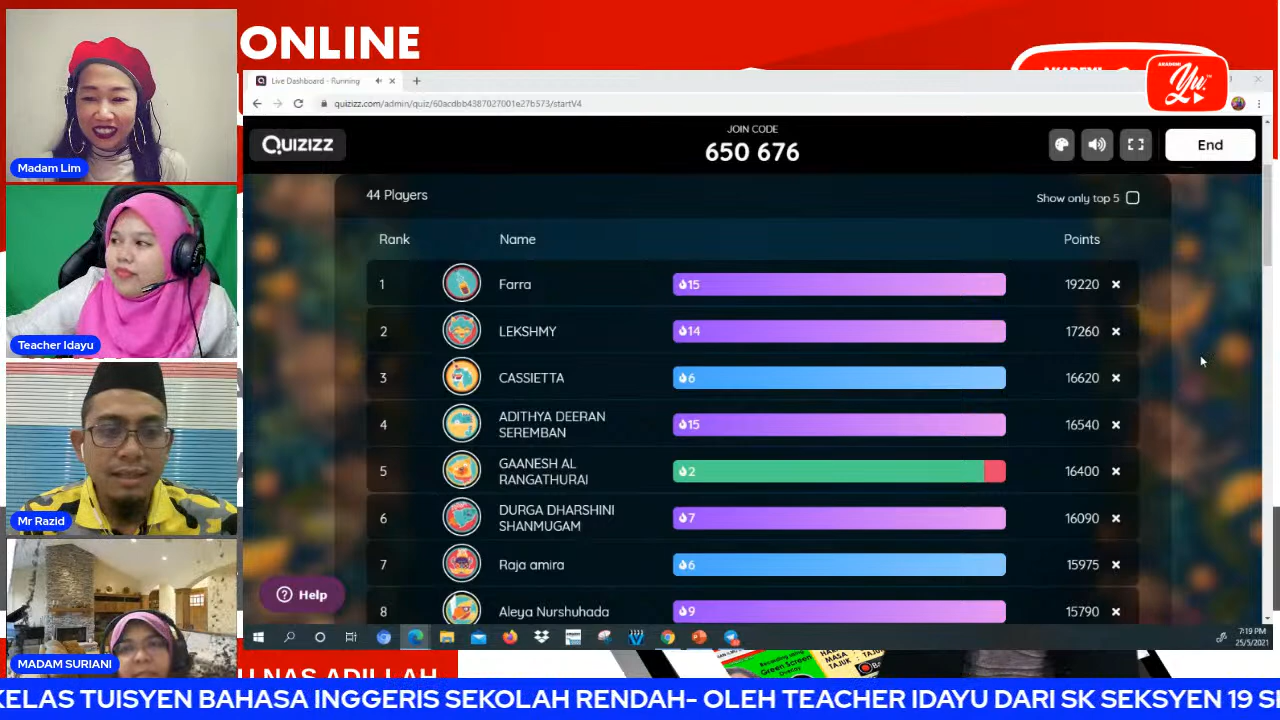 ONLINE
Madam Lim
Teacher Idayu
Mr Razid
MADAM SURIANI
Live Dashboard - Running
quizizz.com/admin/quiz/60acdbb4387027001e27b573/startV4
QUIZIZZ
JOIN CODE
650 676
End
44 Players
Show only top 5
Rank Name Points
1 Farra 15 19220
2 LEKSHMY 14 17260
3 CASSIETTA 6 16620
4 ADITHYA DEERAN SEREMBAN 15 16540
5 GAANESH AL RANGATHURAI 2 16400
6 DURGA DHARSHINI SHANMUGAM 7 16090
7 Raja amira 6 15975
8 Aleya Nurshuhada 9 15790
Help
7:19 PM
25/5/2021
AKADEMI
Yu
KELAS TUISYEN BAHASA INGGERIS SEKOLAH RENDAH- OLEH TEACHER IDAYU DARI SK SEKSYEN 19 S